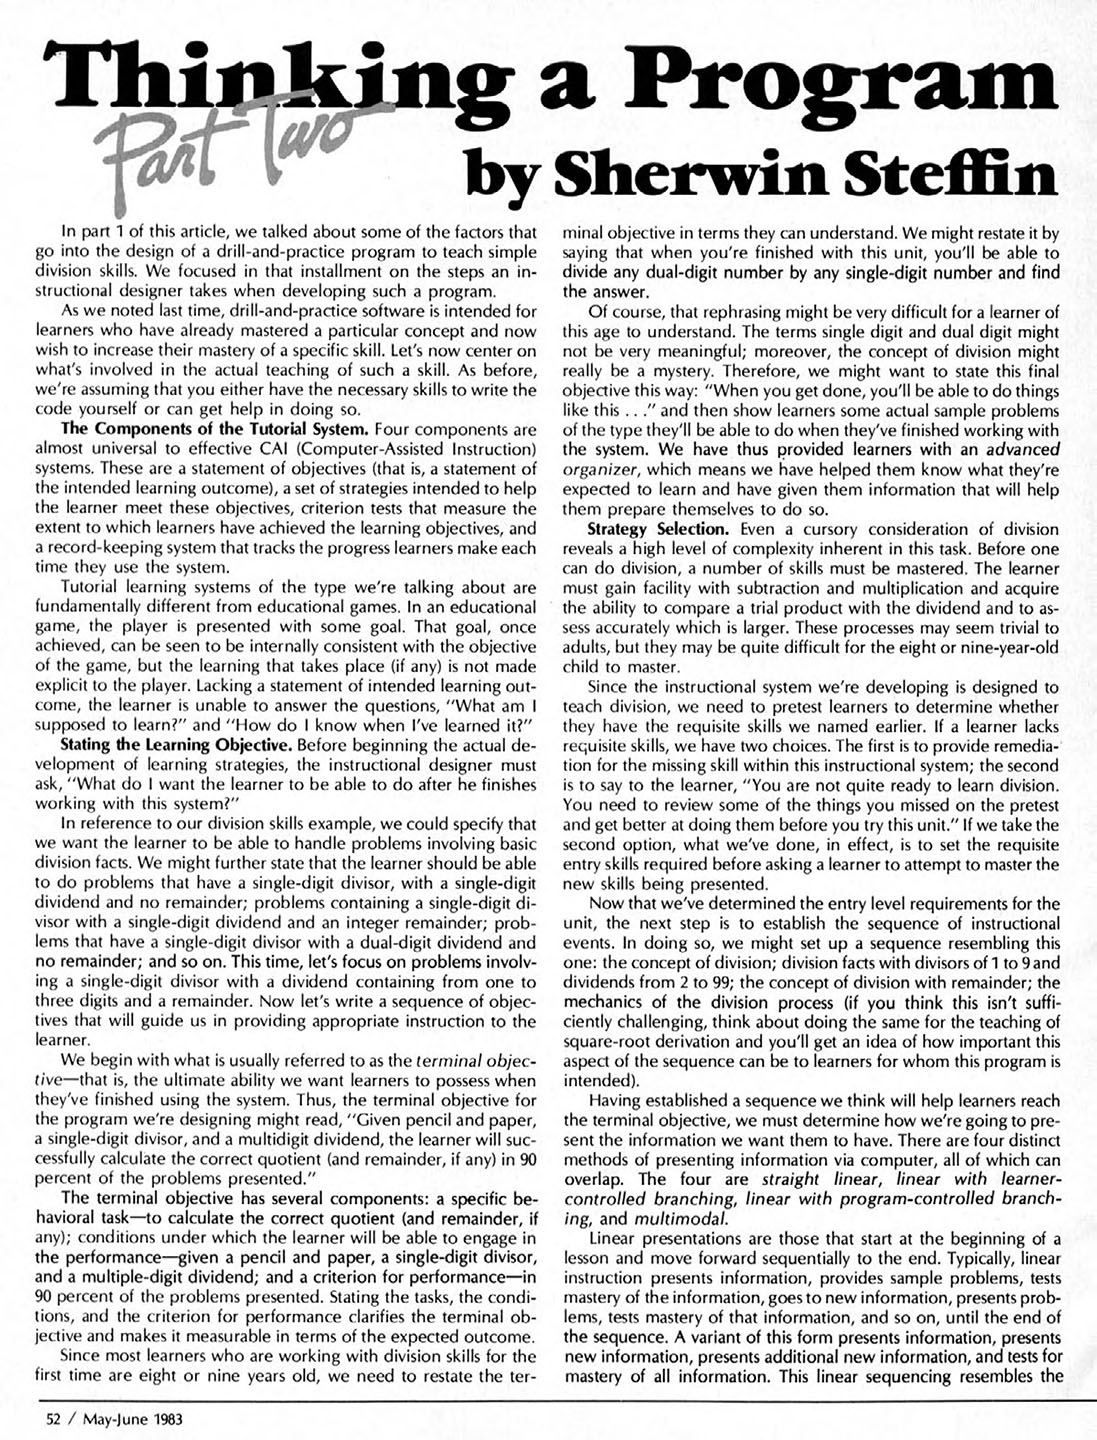 Thinking a Program
Part Two
by Sherwin Steffin
In part 1 of this article, we talked about some of the factors that
go into the design of a drill-and-practice program to teach simple
division skills. We focused in that installment on the steps an in-
structional designer takes when developing such a program.
As we noted last time, drill-and-practice software is intended for
learners who have already mastered a particular concept and now
wish to increase their mastery of a specific skill. Let's now center on
what's involved in the actual teaching of such a skill. As before,
we're assuming that you either have the necessary skills to write the
code yourself or can get help in doing so.
The Components of the Tutorial System. Four components are
almost universal to effective CAI (Computer-Assisted Instruction)
systems. These are a statement of objectives (that is, a statement of
the intended learning outcome), a set of strategies intended to help
the learner meet these objectives, criterion tests that measure the
extent to which learners have achieved the learning objectives, and
a record-keeping system that tracks the progress learners make each
time they use the system.
Tutorial learning systems of the type we're talking about are
fundamentally different from educational games. In an educational
game, the player is presented with some goal. That goal, once
achieved, can be seen to be internally consistent with the objective
of the game, but the learning that takes place (if any) is not made
explicit to the player. Lacking a statement of intended learning out-
come, the learner is unable to answer the questions, "What am I
supposed to learn?" and "How do I know when I've learned it?"
Stating the Learning Objective. Before beginning the actual de-
velopment of learning strategies, the instructional designer must
ask, "What do I want the learner to be able to do after he finishes
working with this system?"
In reference to our division skills example, we could specify that
we want the learner to be able to handle problems involving basic
division facts. We might further state that the learner should be able
to do problems that have a single-digit divisor, with a single-digit
dividend and no remainder; problems containing a single-digit di-
visor with a single-digit dividend and an integer remainder; prob-
lems that have a single-digit divisor with a dual-digit dividend and
no remainder; and so on. This time, let's focus on problems involv-
ing a single-digit divisor with a dividend containing from one to
three digits and a remainder. Now let's write a sequence of objec-
tives that will guide us in providing appropriate instruction to the
learner.
We begin with what is usually referred to as the terminal objec-
tive—that is, the ultimate ability we want learners to possess when
they've finished using the system. Thus, the terminal objective for
the program we're designing might read, "Given pencil and paper,
a single-digit divisor, and a multidigit dividend, the learner will suc-
cessfully calculate the correct quotient (and remainder, if any) in 90
percent of the problems presented."
The terminal objective has several components: a specific be-
havioral task—to calculate the correct quotient (and remainder, if
any); conditions under which the learner will be able to engage in
the performance—given a pencil and paper, a single-digit divisor,
and a multiple-digit dividend; and a criterion for performance—in
90 percent of the problems presented. Stating the tasks, the condi-
tions, and the criterion for performance clarifies the terminal ob-
jective and makes it measurable in terms of the expected outcome.
Since most learners who are working with division skills for the
first time are eight or nine years old, we need to restate the ter-
minal objective in terms they can understand. We might restate it by
saying that when you're finished with this unit, you'll be able to
divide any dual-digit number by any single-digit number and find
the answer.
Of course, that rephrasing might be very difficult for a learner of
this age to understand. The terms single digit and dual digit might
not be very meaningful; moreover, the concept of division might
really be a mystery. Therefore, we might want to state this final
objective this way: "When you get done, you'll be able to do things
like this . . ." and then show learners some actual sample problems
of the type they'll be able to do when they've finished working with
the system. We have thus provided learners with an advanced
organizer, which means we have helped them know what they're
expected to learn and have given them information that will help
them prepare themselves to do so.
Strategy Selection. Even a cursory consideration of division
reveals a high level of complexity inherent in this task. Before one
can do division, a number of skills must be mastered. The learner
must gain facility with subtraction and multiplication and acquire
the ability to compare a trial product with the dividend and to as-
sess accurately which is larger. These processes may seem trivial to
adults, but they may be quite difficult for the eight or nine-year-old
child to master.
Since the instructional system we're developing is designed to
teach division, we need to pretest learners to determine whether
they have the requisite skills we named earlier. If a learner lacks
requisite skills, we have two choices. The first is to provide remedia-
tion for the missing skill within this instructional system; the second
is to say to the learner, "You are not quite ready to learn division.
You need to review some of the things you missed on the pretest
and get better at doing them before you try this unit." If we take the
second option, what we've done, in effect, is to set the requisite
entry skills required before asking a learner to attempt to master the
new skills being presented.
Now that we've determined the entry level requirements for the
unit, the next step is to establish the sequence of instructional
events. In doing so, we might set up a sequence resembling this
one: the concept of division; division facts with divisors of 1 to 9 and
dividends from 2 to 99; the concept of division with remainder; the
mechanics of the division process (if you think this isn't suffi-
ciently challenging, think about doing the same for the teaching of
square-root derivation and you'll get an idea of how important this
aspect of the sequence can be to learners for whom this program is
intended).
Having established a sequence we think will help learners reach
the terminal objective, we must determine how we're going to pre-
sent the information we want them to have. There are four distinct
methods of presenting information via computer, all of which can
overlap. The four are straight linear, linear with learner-
controlled branching, linear with program-controlled branch-
ing, and multimodal.
Linear presentations are those that start at the beginning of a
lesson and move forward sequentially to the end. Typically, linear
instruction presents information, provides sample problems, tests
mastery of the information, goes to new information, presents prob-
lems, tests mastery of that information, and so on, until the end of
the sequence. A variant of this form presents information, presents
new information, presents additional new information, and tests for
mastery of all information. This linear sequencing resembles the
52 / May-June 1983